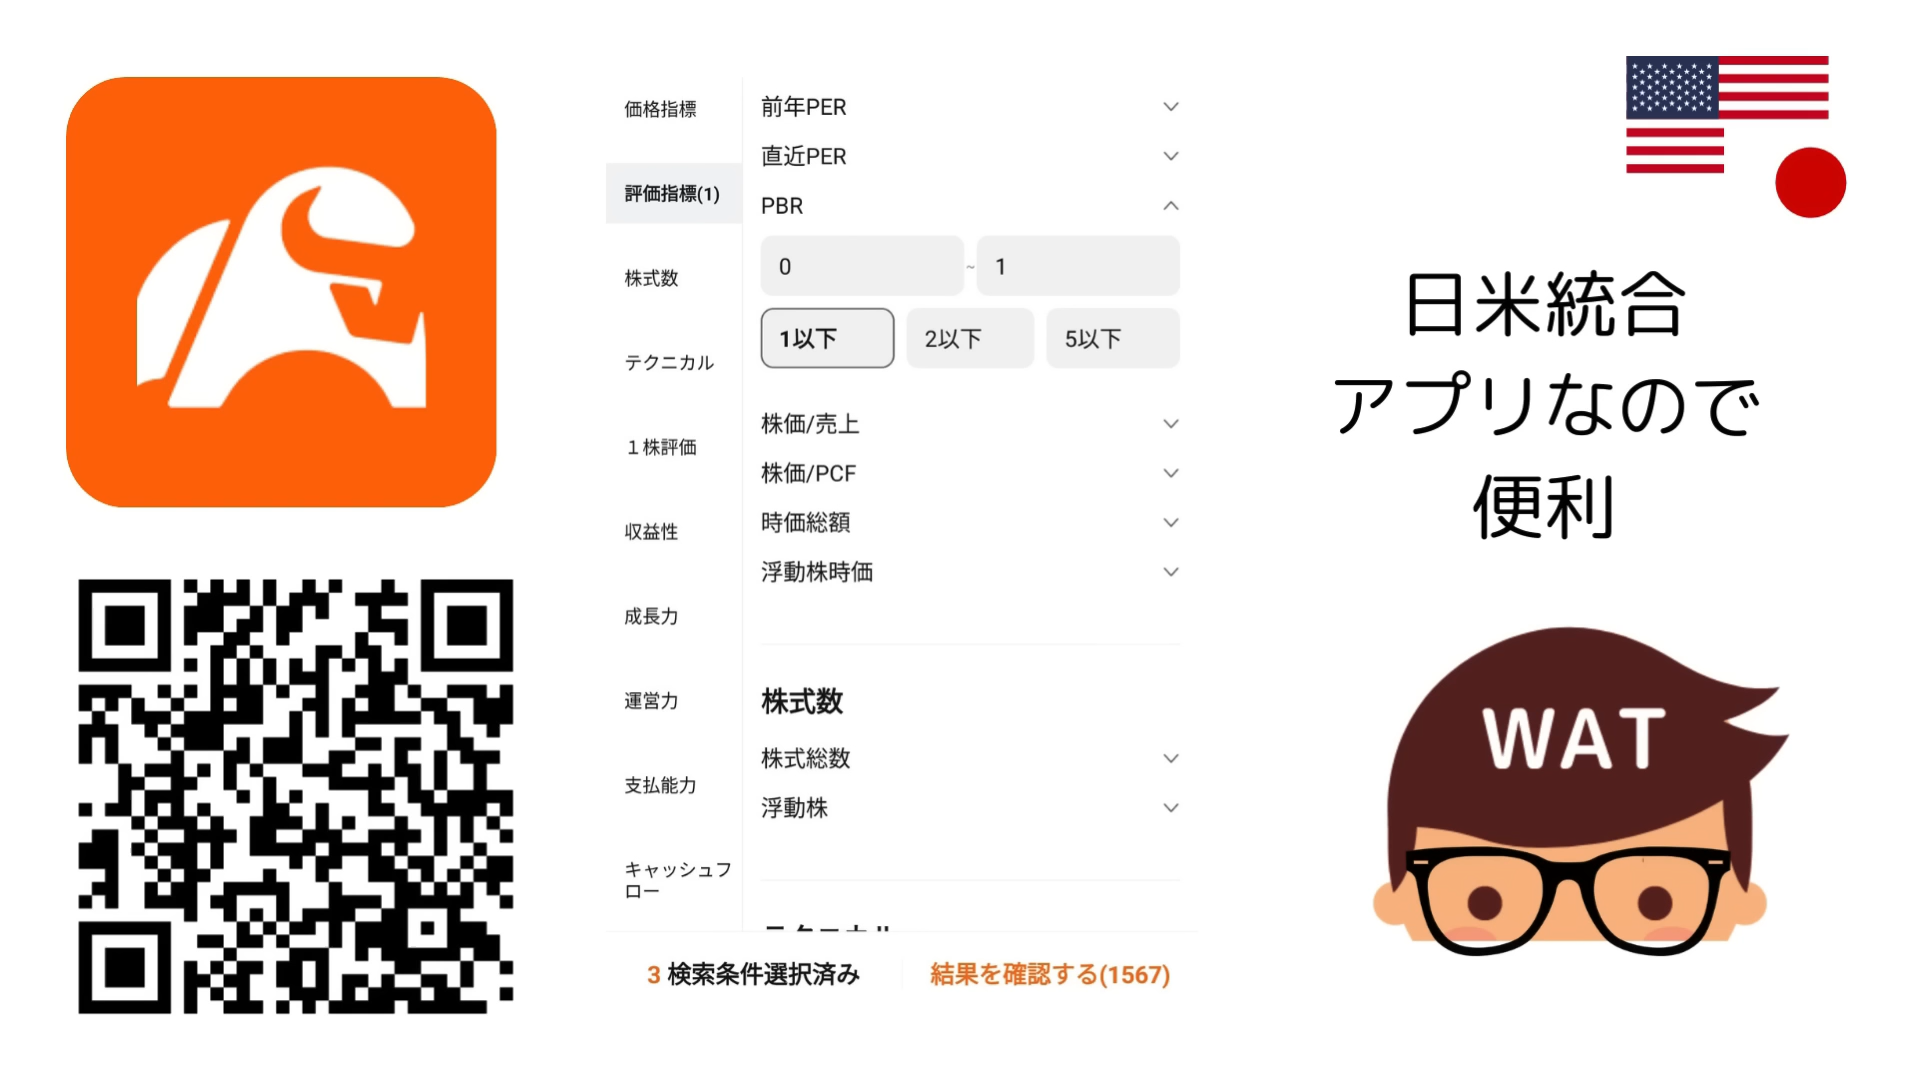 価格指標
評価指標(1)
株式数
テクニカル
１株評価
収益性
成長力
運営力
支払能力
キャッシュフ
ロー
前年PER
直近PER
PBR
0 ~ 1
1以下 2以下 5以下
株価/売上
株価/PCF
時価総額
浮動株時価
株式数
株式総数
浮動株
3 検索条件選択済み
結果を確認する(1567)
日米統合
アプリなので
便利
WAT